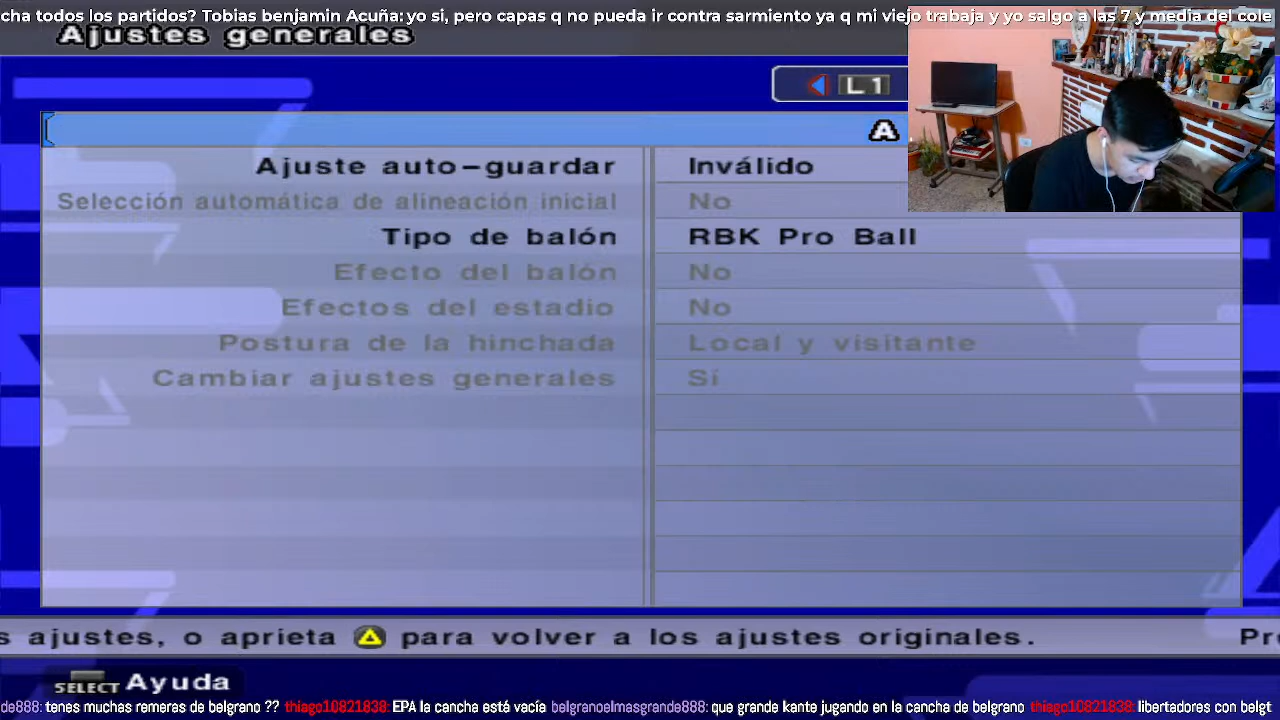 cha todos los partidos? Tobias benjamin Acuña: yo si, pero capas q no pueda ir contra sarmiento ya q mi viejo trabaja y yo salgo a las 7 y media del cole
Ajustes generales
L1
A
Ajuste auto-guardar Inválido
Selección automática de alineación inicial No
Tipo de balón RBK Pro Ball
Efecto del balón No
Efectos del estadio No
Postura de la hinchada Local y visitante
Cambiar ajustes generales Sí
s ajustes, o aprieta para volver a los ajustes originales. Pr
SELECT Ayuda
de888: tenes muchas remeras de belgrano ?? thiago10821838: EPA la cancha está vacía belgranoelmasgrande888: que grande kante jugando en la cancha de belgrano thiago10821838: libertadores con belgt